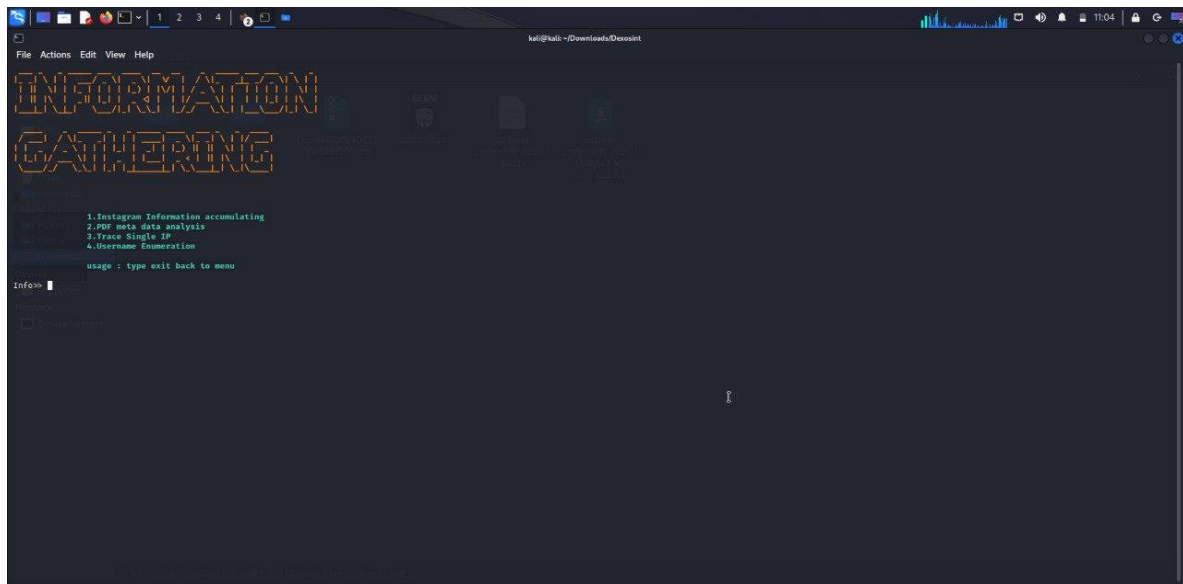 1 2 3 4
11:04
kali@kali: ~/Downloads/Dexosint
File Actions Edit View Help
INFORMATION
GATHERING
1.Instagram Information accumulating
2.PDF meta data analysis
3.Trace Single IP
4.Username Enumeration
usage : type exit back to menu
Info>>